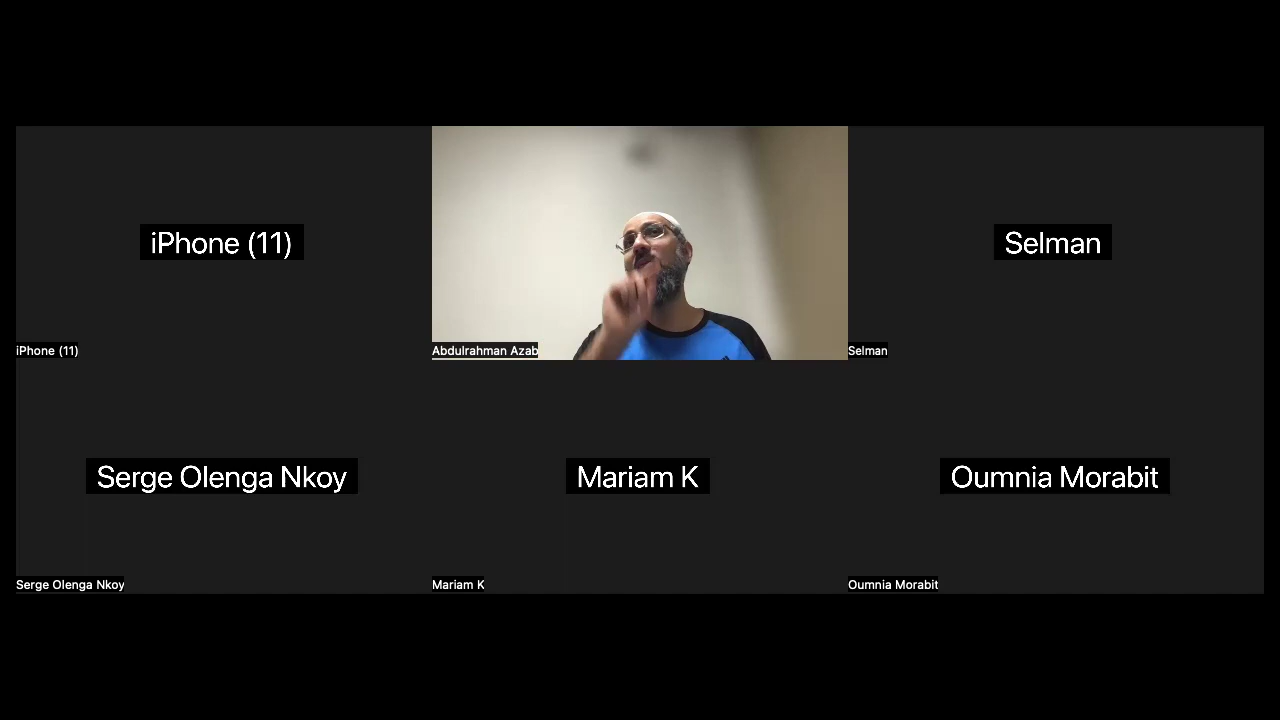 iPhone (11)
Selman
iPhone (11)
Abdulrahman Azab
Selman
Serge Olenga Nkoy
Mariam K
Oumnia Morabit
Serge Olenga Nkoy
Mariam K
Oumnia Morabit